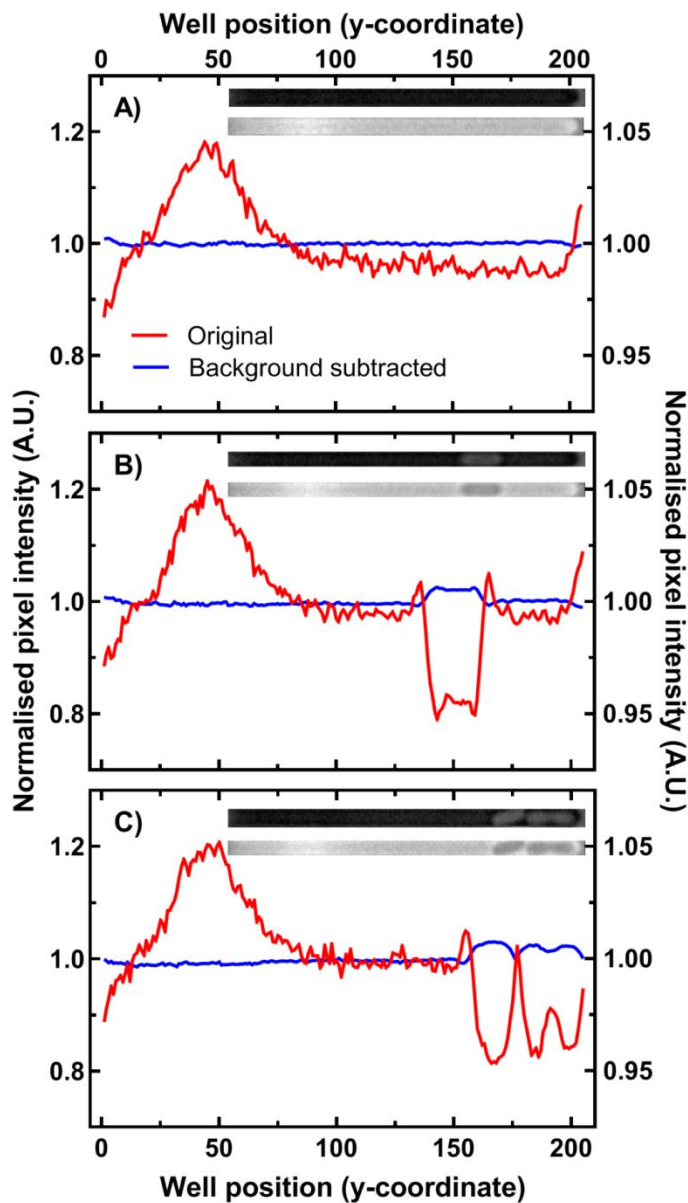 Well position (y-coordinate)
0 50 100 150 200
A)
1.2 1.05
1.0 1.00
Original
Background subtracted
0.8 0.95
B)
1.2 1.05
1.0 1.00
0.8 0.95
C)
1.2 1.05
1.0 1.00
0.8 0.95
0 50 100 150 200
Well position (y-coordinate)
Normalised pixel intensity (A.U.)
Normalised pixel intensity (A.U.)